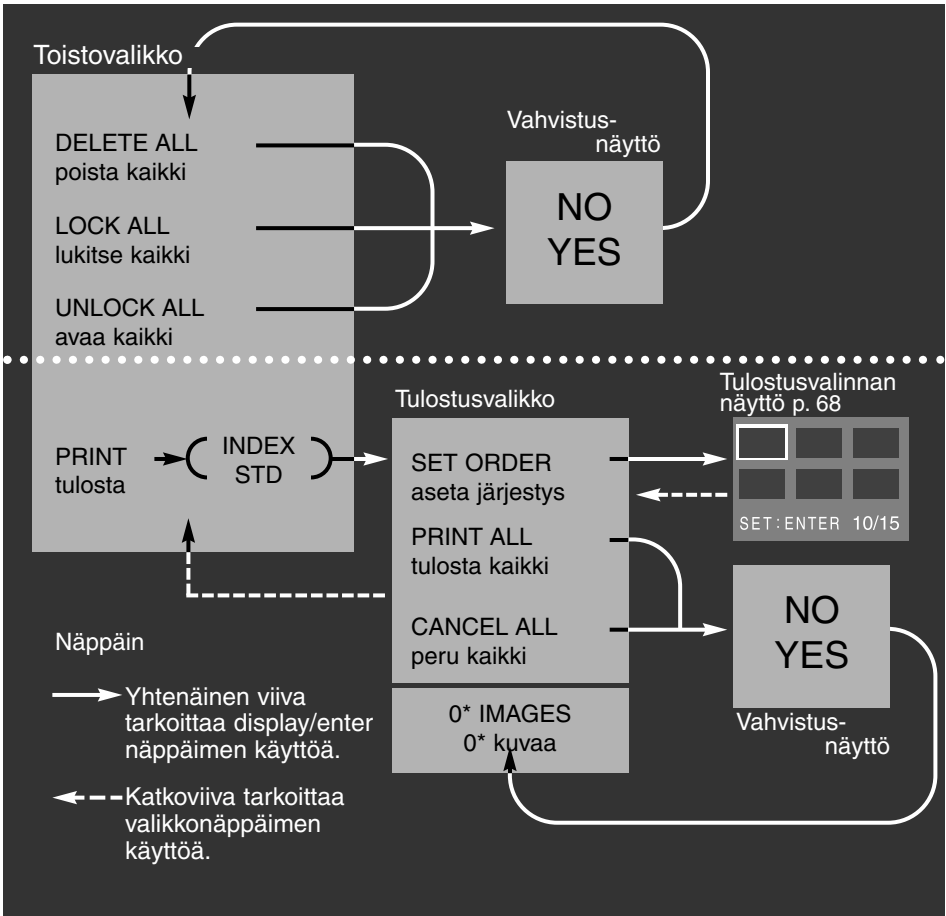 Toistovalikko
DELETE ALL
poista kaikki
LOCK ALL
lukitse kaikki
UNLOCK ALL
avaa kaikki
Vahvistus-
näyttö
NO
YES
PRINT
tulosta
INDEX
STD
Tulostusvalikko
SET ORDER
aseta järjestys
PRINT ALL
tulosta kaikki
CANCEL ALL
peru kaikki
0* IMAGES
0* kuvaa
Tulostusvalinnan
näyttö p. 68
SET:ENTER 10/15
NO
YES
Vahvistus-
näyttö
Näppäin
Yhtenäinen viiva
tarkoittaa display/enter
näppäimen käyttöä.
Katkoviiva tarkoittaa
valikkonäppäimen
käyttöä.